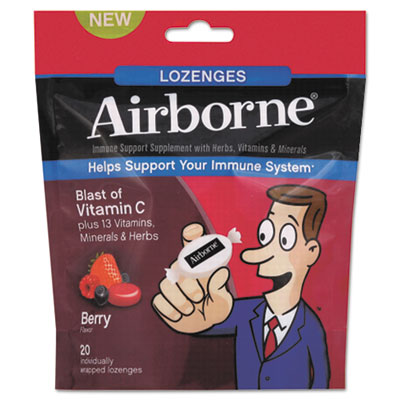 NEW
LOZENGES
Airborne®
Immune Support Supplement with Herbs, Vitamins & Minerals
Helps Support Your Immune System*
Blast of
Vitamin C
plus 13 Vitamins,
Minerals & Herbs
Airborne
Berry
Flavor
20
individually
wrapped lozenges